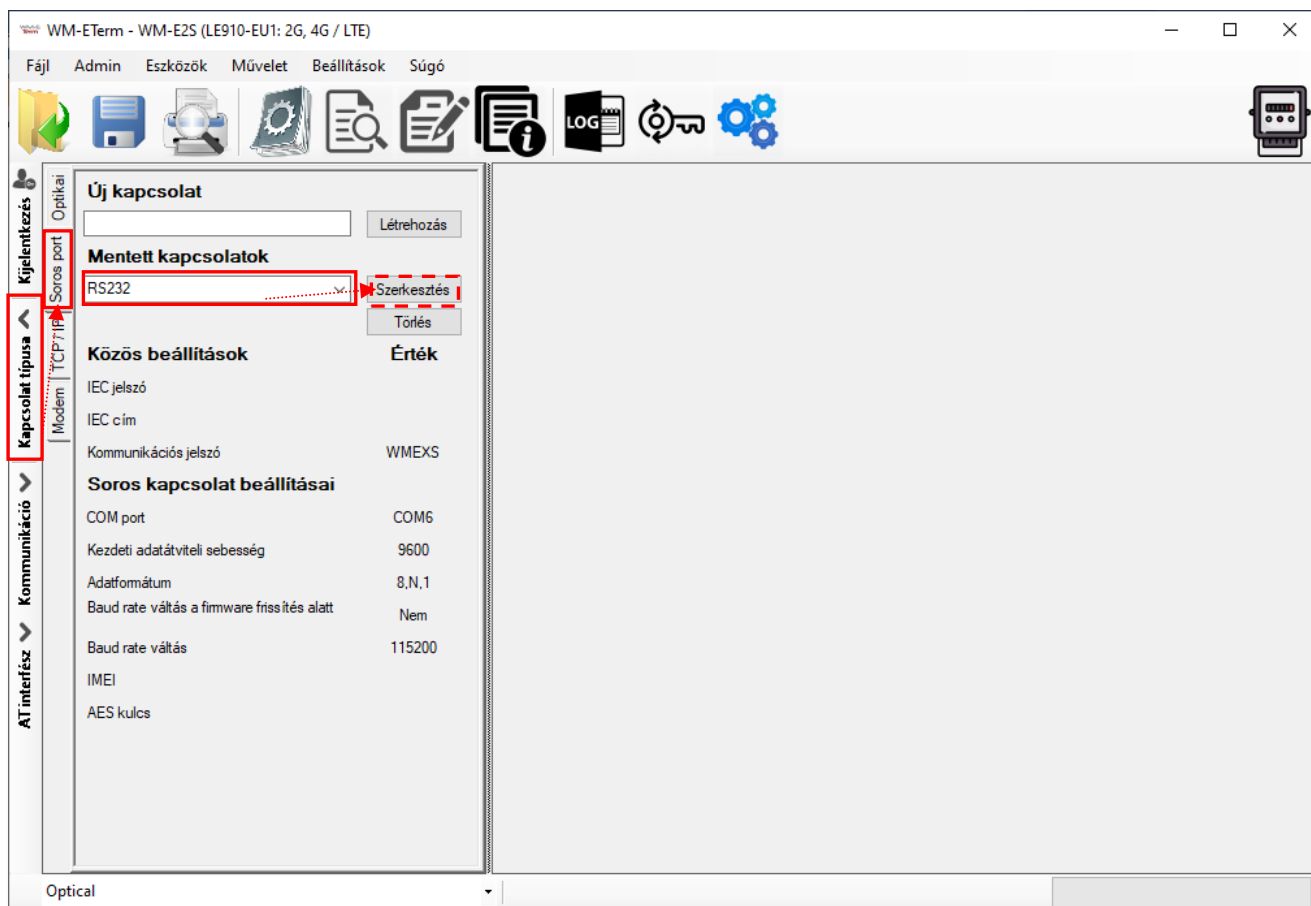 WM-ETerm - WM-E2S (LE910-EU1: 2G, 4G / LTE)
Fájl Admin Eszközök Művelet Beállítások Súgó
LOG
Kijelentkezés
Kapcsolat típusa
Kommunikáció
AT interfész
Optikai
Soros port
TCP / IP
Modem
Új kapcsolat
Létrehozás
Mentett kapcsolatok
RS232
Szerkesztés
Törlés
Közös beállítások Érték
IEC jelszó
IEC cím
Kommunikációs jelszó WMEXS
Soros kapcsolat beállításai
COM port COM6
Kezdeti adatátviteli sebesség 9600
Adatformátum 8,N,1
Baud rate váltás a firmware frissítés alatt Nem
Baud rate váltás 115200
IMEI
AES kulcs
Optical